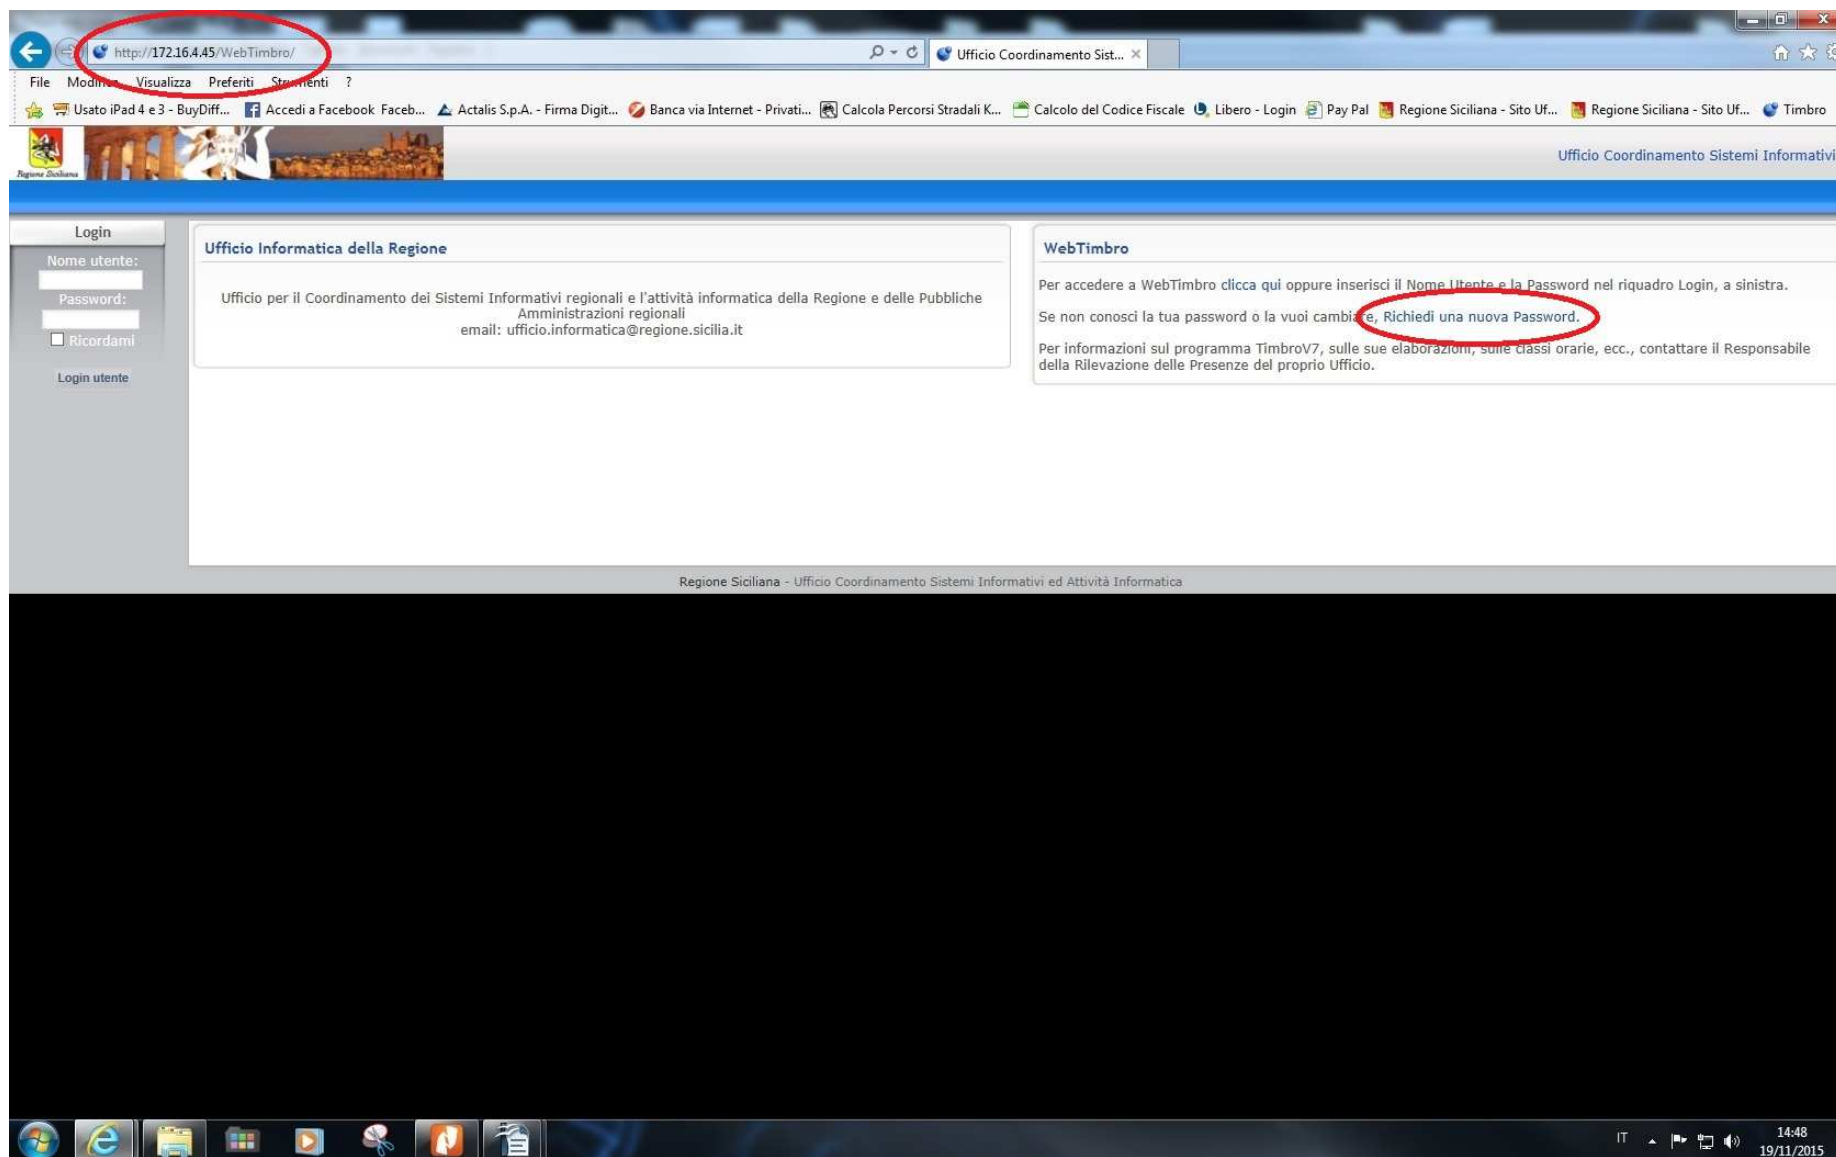 http://172.16.4.45/WebTimbro/
Ufficio Coordinamento Sist...
File Modifica Visualizza Preferiti Strumenti ?
Usato iPad 4 e 3 - BuyDiff... Accedi a Facebook Faceb... Actalis S.p.A. - Firma Digit... Banca via Internet - Privati... Calcola Percorsi Stradali K... Calcolo del Codice Fiscale Libero - Login Pay Pal Regione Siciliana - Sito Uf... Regione Siciliana - Sito Uf... Timbro
Regione Siciliana
Ufficio Coordinamento Sistemi Informativi
Login
Nome utente:
Password:
Ricordami
Login utente
Ufficio Informatica della Regione
Ufficio per il Coordinamento dei Sistemi Informativi regionali e l'attività informatica della Regione e delle Pubbliche
Amministrazioni regionali
email: ufficio.informatica@regione.sicilia.it
WebTimbro
Per accedere a WebTimbro clicca qui oppure inserisci il Nome Utente e la Password nel riquadro Login, a sinistra.
Se non conosci la tua password o la vuoi cambiare, Richiedi una nuova Password.
Per informazioni sul programma TimbroV7, sulle sue elaborazioni, sulle classi orarie, ecc., contattare il Responsabile
della Rilevazione delle Presenze del proprio Ufficio.
Regione Siciliana - Ufficio Coordinamento Sistemi Informativi ed Attività Informatica
IT
14:48
19/11/2015